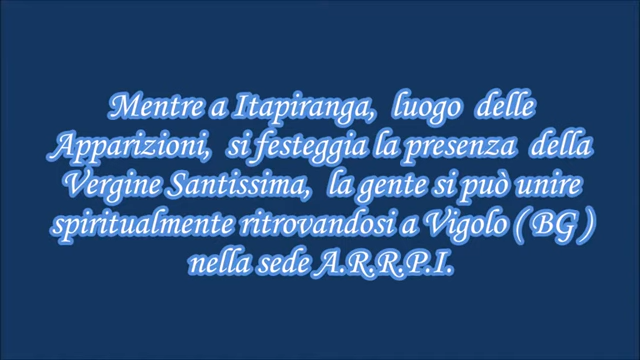 Mentre a Itapiranga, luogo delle
Apparizioni, si festeggia la presenza della
Vergine Santissima, la gente si può unire
spiritualmente ritrovandosi a Vigolo ( BG )
nella sede A.R.R.P.I.